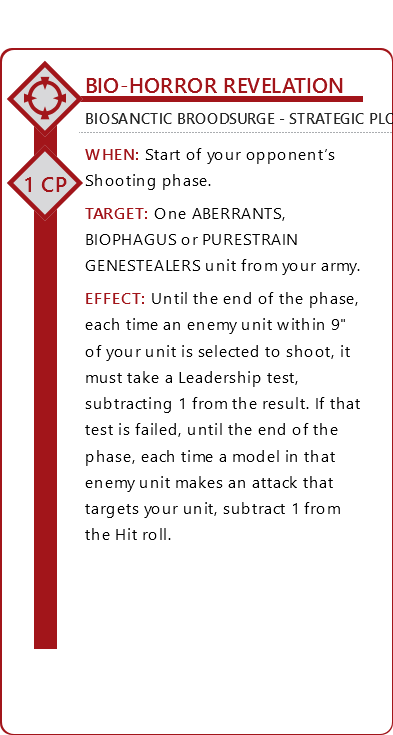 BIO-HORROR REVELATION
BIOSANCTIC BROODSURGE - STRATEGIC PLO
1 CP
WHEN: Start of your opponent’s
Shooting phase.
TARGET: One ABERRANTS,
BIOPHAGUS or PURESTRAIN
GENESTEALERS unit from your army.
EFFECT: Until the end of the phase,
each time an enemy unit within 9"
of your unit is selected to shoot, it
must take a Leadership test,
subtracting 1 from the result. If that
test is failed, until the end of the
phase, each time a model in that
enemy unit makes an attack that
targets your unit, subtract 1 from
the Hit roll.